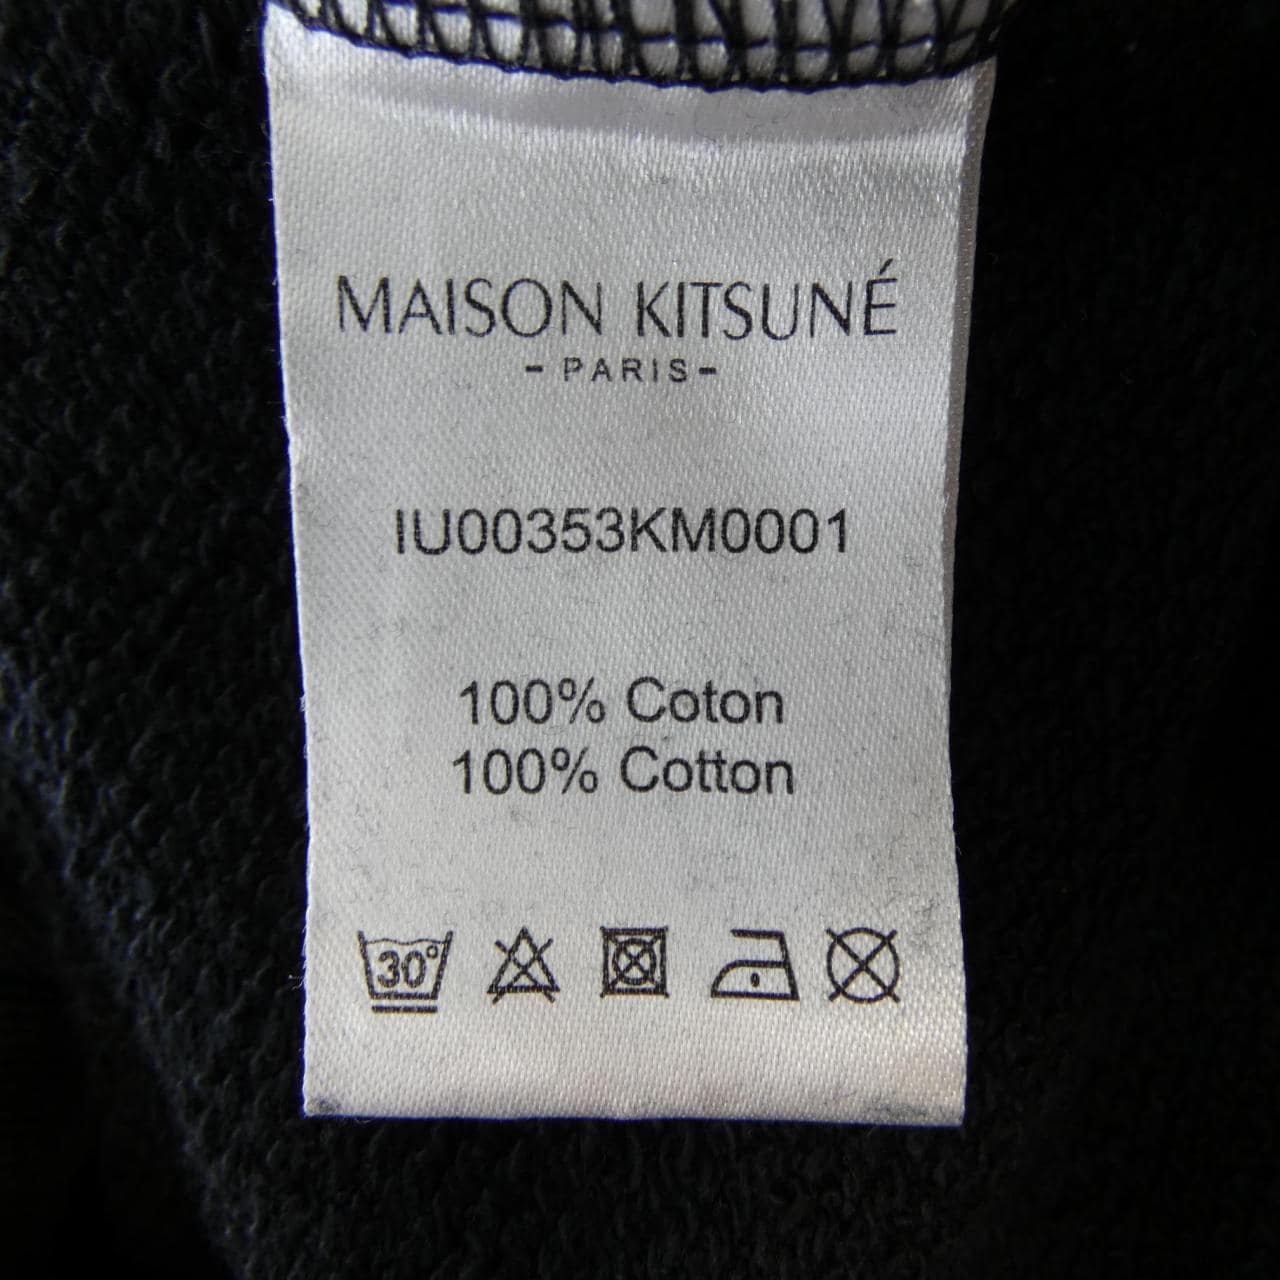 MAISON KITSUNÉ
- PARIS -
IU00353KM0001
100% Coton
100% Cotton
30°